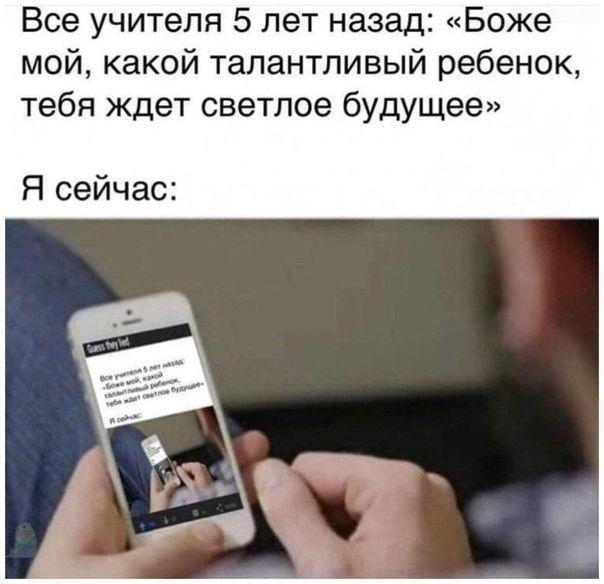 Все учителя 5 лет назад: «Боже
мой, какой талантливый ребенок,
тебя ждет светлое будущее»
Я сейчас:
Guess they lied
Все учителя 5 лет назад:
«Боже мой, какой
талантливый ребенок,
тебя ждет светлое будущее»
Я сейчас: